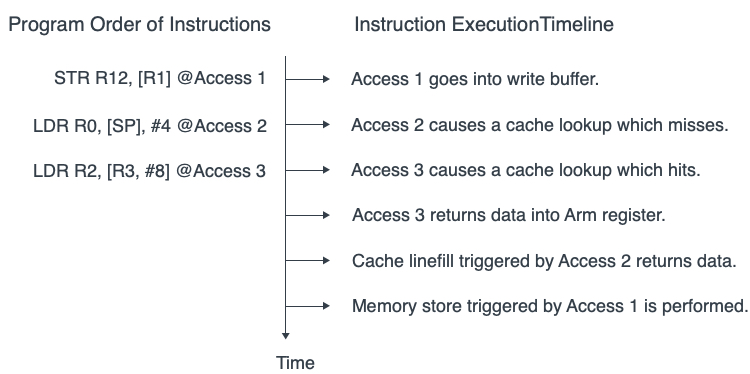 Program Order of Instructions
Instruction ExecutionTimeline
STR R12, [R1] @Access 1
Access 1 goes into write buffer.
LDR R0, [SP], #4 @Access 2
Access 2 causes a cache lookup which misses.
LDR R2, [R3, #8] @Access 3
Access 3 causes a cache lookup which hits.
Access 3 returns data into Arm register.
Cache linefill triggered by Access 2 returns data.
Memory store triggered by Access 1 is performed.
Time